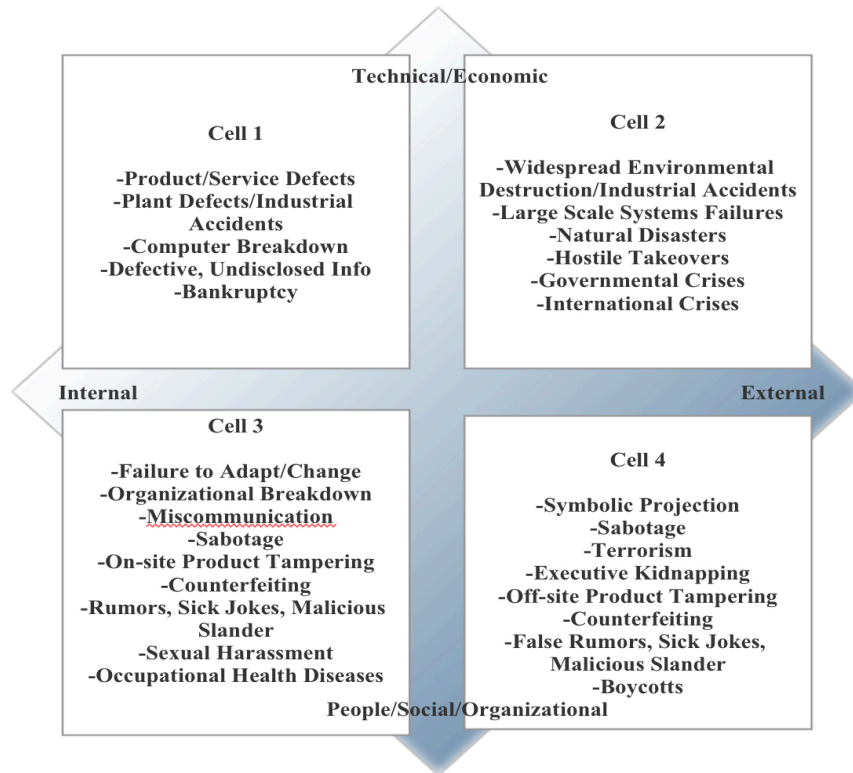 Technical/Economic
Cell 1
-Product/Service Defects
-Plant Defects/Industrial
Accidents
-Computer Breakdown
-Defective, Undisclosed Info
-Bankruptcy
Cell 2
-Widespread Environmental
Destruction/Industrial Accidents
-Large Scale Systems Failures
-Natural Disasters
-Hostile Takeovers
-Governmental Crises
-International Crises
Internal
External
Cell 3
-Failure to Adapt/Change
-Organizational Breakdown
-Miscommunication
-Sabotage
-On-site Product Tampering
-Counterfeiting
-Rumors, Sick Jokes, Malicious
Slander
-Sexual Harassment
-Occupational Health Diseases
Cell 4
-Symbolic Projection
-Sabotage
-Terrorism
-Executive Kidnapping
-Off-site Product Tampering
-Counterfeiting
-False Rumors, Sick Jokes,
Malicious Slander
-Boycotts
People/Social/Organizational